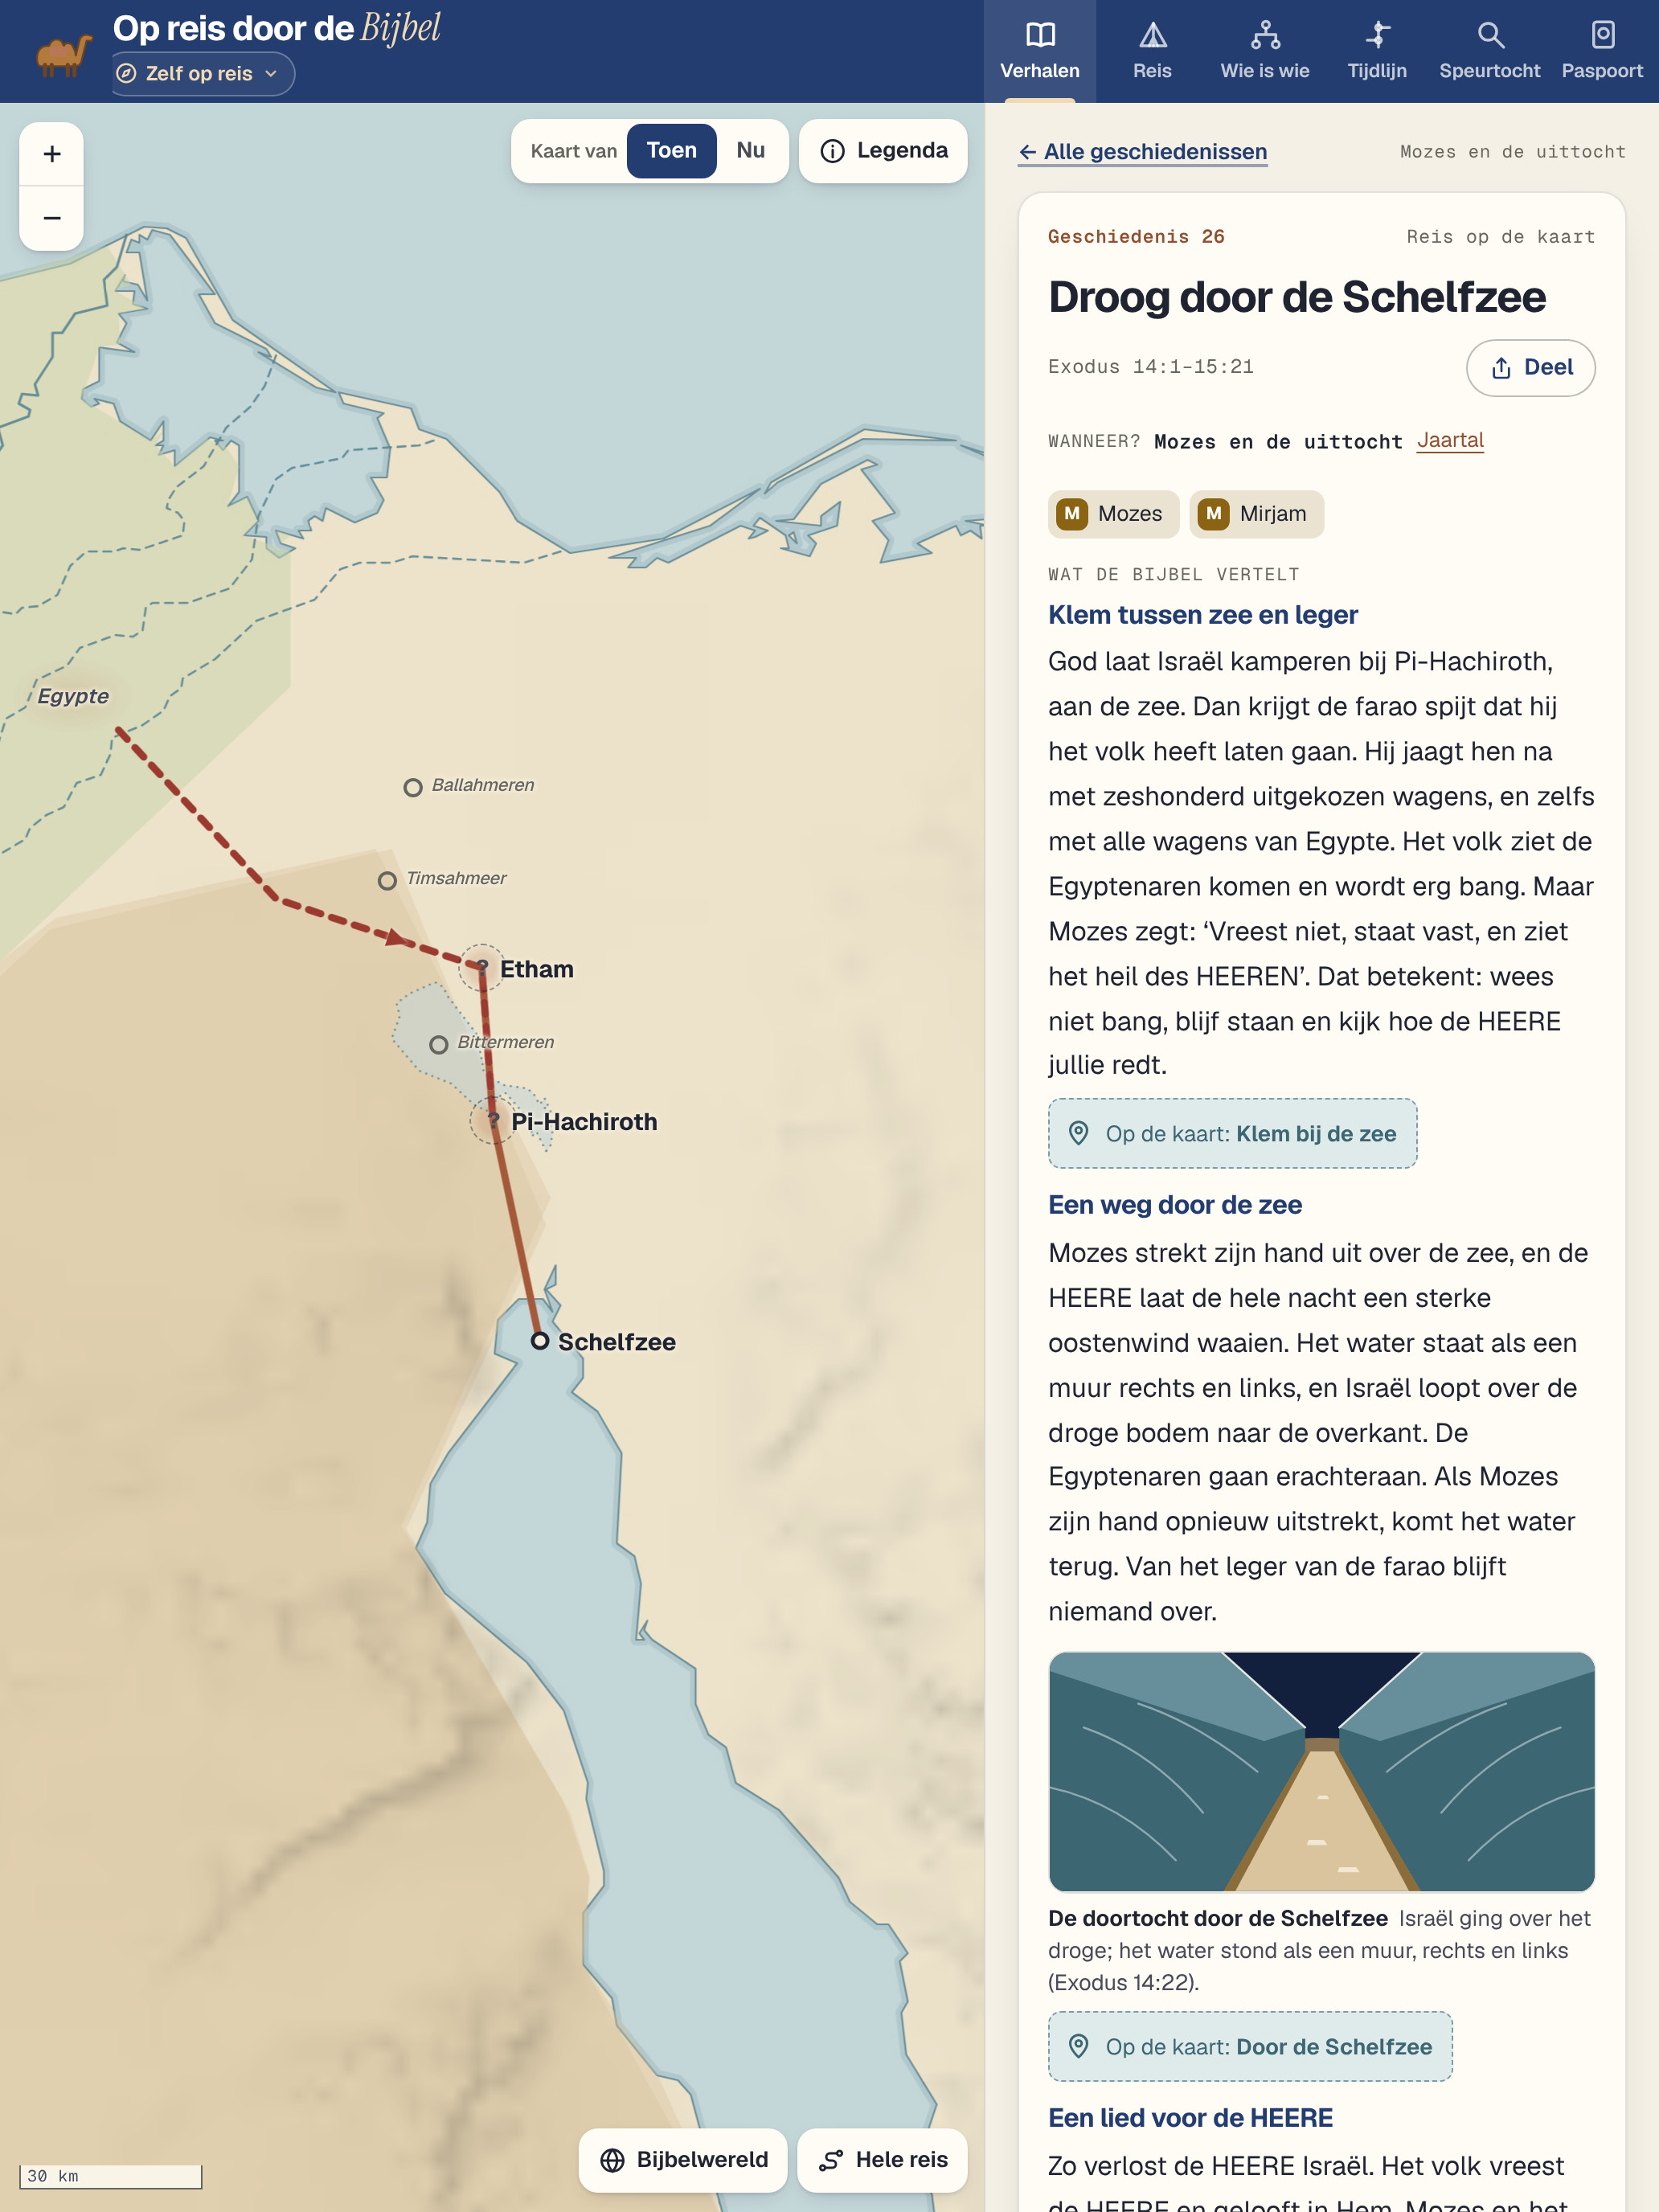 Op reis door de Bijbel
Zelf op reis
Verhalen
Reis
Wie is wie
Tijdlijn
Speurtocht
Paspoort
+
−
Kaart van
Toen
Nu
Legenda
Egypte
Ballahmeren
Timsahmeer
? Etham
Bittermeren
? Pi-Hachiroth
Schelfzee
30 km
Bijbelwereld
Hele reis
← Alle geschiedenissen
Mozes en de uittocht
Geschiedenis 26
Reis op de kaart
Droog door de Schelfzee
Exodus 14:1–15:21
Deel
WANNEER? Mozes en de uittocht Jaartal
M Mozes
M Mirjam
WAT DE BIJBEL VERTELT
Klem tussen zee en leger
God laat Israël kamperen bij Pi-Hachiroth,
aan de zee. Dan krijgt de farao spijt dat hij
het volk heeft laten gaan. Hij jaagt hen na
met zeshonderd uitgekozen wagens, en zelfs
met alle wagens van Egypte. Het volk ziet de
Egyptenaren komen en wordt erg bang. Maar
Mozes zegt: ‘Vreest niet, staat vast, en ziet
het heil des HEEREN’. Dat betekent: wees
niet bang, blijf staan en kijk hoe de HEERE
jullie redt.
Op de kaart: Klem bij de zee
Een weg door de zee
Mozes strekt zijn hand uit over de zee, en de
HEERE laat de hele nacht een sterke
oostenwind waaien. Het water staat als een
muur rechts en links, en Israël loopt over de
droge bodem naar de overkant. De
Egyptenaren gaan erachteraan. Als Mozes
zijn hand opnieuw uitstrekt, komt het water
terug. Van het leger van de farao blijft
niemand over.
De doortocht door de Schelfzee Israël ging over het
droge; het water stond als een muur, rechts en links
(Exodus 14:22).
Op de kaart: Door de Schelfzee
Een lied voor de HEERE
Zo verlost de HEERE Israël. Het volk vreest
de HEERE en gelooft in Hem. Mozes en het